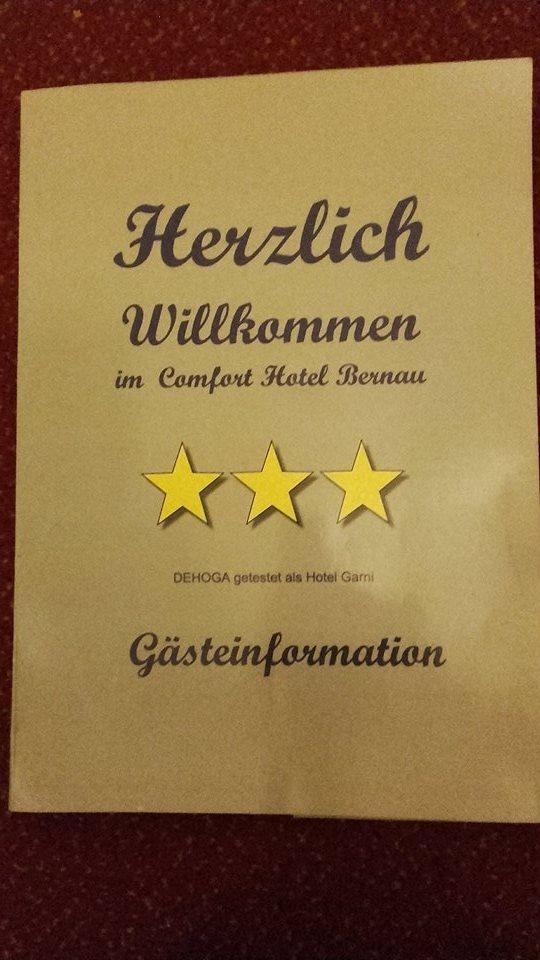 Herzlich
Willkommen
im Comfort Hotel Bernau
DEHOGA getestet als Hotel Garni
Gästeinformation